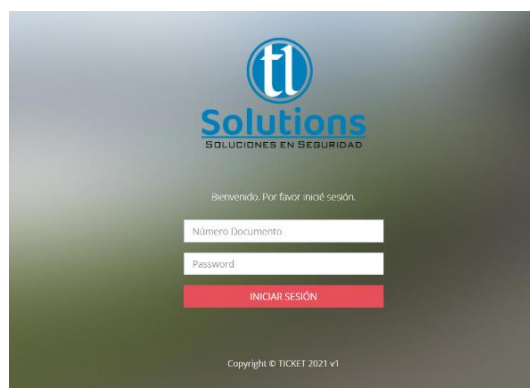 tl
Solutions
SOLUCIONES EN SEGURIDAD
Bienvenido. Por favor inicié sesión.
Número Documento
Password
INICIAR SESIÓN
Copyright © TICKET 2021 v1